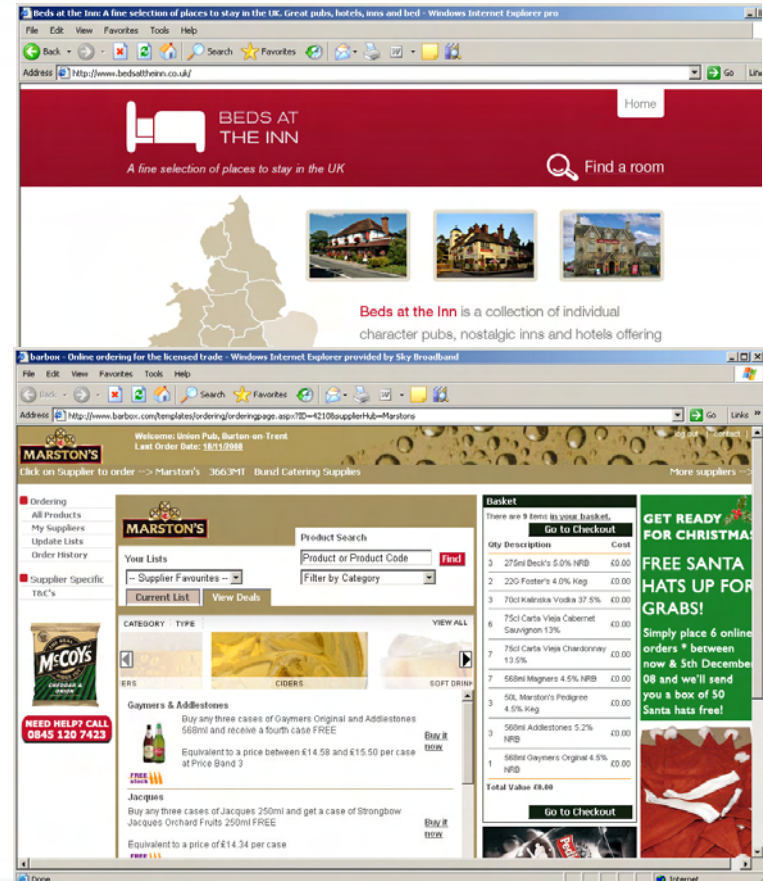 Beds at the Inn: A fine selection of places to stay in the UK. Great pubs, hotels, inns and bed - Windows Internet Explorer pro
File Edit View Favorites Tools Help
Back Search Favorites
Address http://www.bedsattheinn.co.uk/ Go
BEDS AT
THE INN
A fine selection of places to stay in the UK
Home
Find a room
Beds at the Inn is a collection of individual
character pubs, nostalgic inns and hotels offering
barbox - Online ordering for the licensed trade - Windows Internet Explorer provided by Sky Broadband
File Edit View Favorites Tools Help
Back Search Favorites
Address http://www.barbox.com/templates/ordering/orderingpage.aspx?ID=4210&supplierHub=Marstons Go Links
MARSTON'S
Welcome: Union Pub, Burton-on-Trent
Last Order Date: 18/11/2008
log out | contact |
Click on Supplier to order --> Marston's 3663MT Bunzl Catering Supplies More suppliers -->
Ordering
All Products
My Suppliers
Update Lists
Order History
Supplier Specific
T&C's
THE REAL
McCOY'S
CHEDDAR &
ONION
NEED HELP? CALL
0845 120 7423
MARSTON'S
Your Lists
-- Supplier Favourites --
Current List View Deals
Product Search
Product or Product Code Find
Filter by Category
CATEGORY TYPE VIEW ALL
ERS CIDERS SOFT DRINK
Gaymers & Addlestones
Buy any three cases of Gaymers Original and Addlestones
568ml and receive a fourth case FREE
Equivalent to a price between £14.58 and £15.50 per case
at Price Band 3
Buy it
now
FREE
stock
Jacques
Buy any three cases of Jacques 250ml and get a case of Strongbow
Jacques Orchard Fruits 250ml FREE
Equivalent to a price of £14.34 per case
Buy it
now
FREE
Basket
There are 9 items in your basket.
Go to Checkout
Qty Description Cost
3 275ml Beck's 5.0% NRB £0.00
2 22G Foster's 4.0% Keg £0.00
3 70cl Kalinska Vodka 37.5% £0.00
6 75cl Carta Vieja Cabernet
Sauvignon 13% £0.00
7 75cl Carta Vieja Chardonnay
13.5% £0.00
7 568ml Magners 4.5% NRB £0.00
3 50L Marston's Pedigree
4.5% Keg £0.00
3 568ml Addlestones 5.2%
NRB £0.00
1 568ml Gaymers Orginal 4.5%
NRB £0.00
Total Value £0.00
Go to Checkout
GET READY
FOR CHRISTMAS
FREE SANTA
HATS UP FOR
GRABS!
Simply place 6 online
orders * between
now & 5th December
08 and we'll send
you a box of 50
Santa hats free!
Done Internet